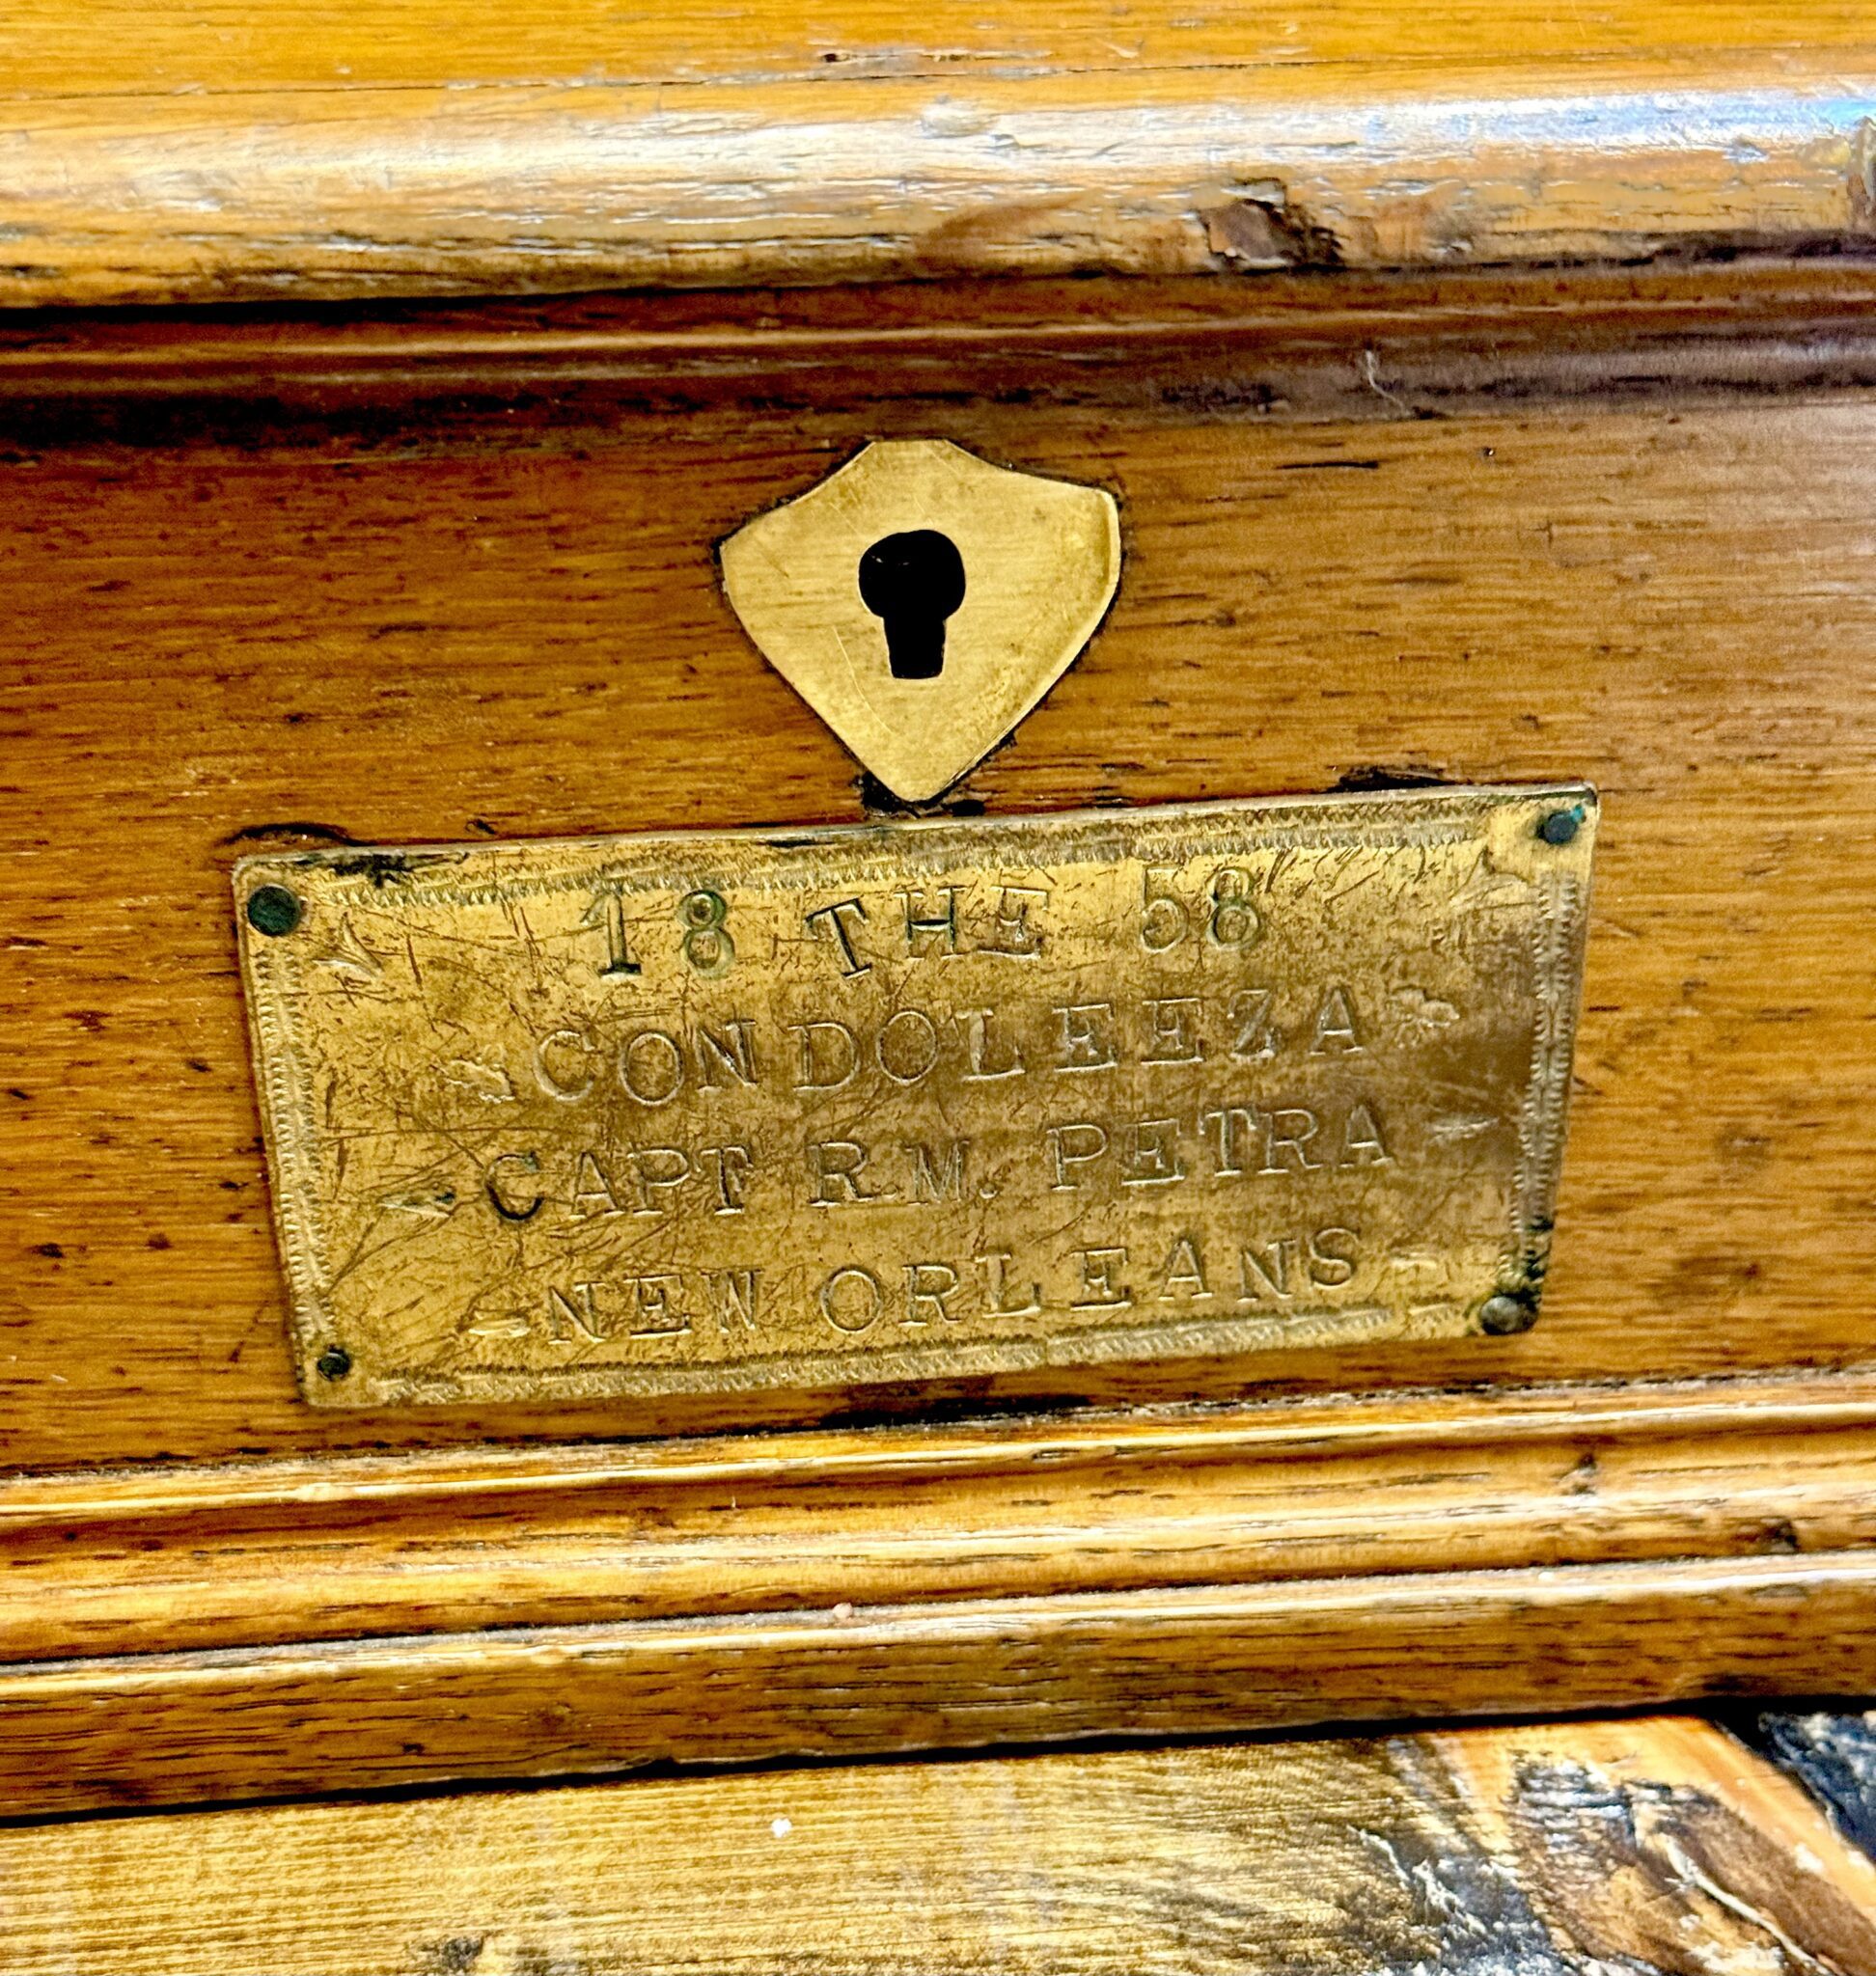 18 THE 58
CONDOLEEZA
CAPT R.M. PETRA
NEW ORLEANS